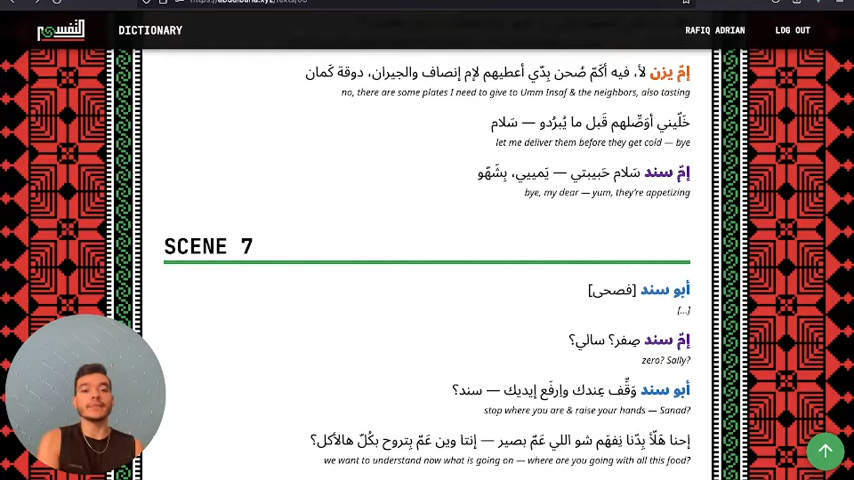 DICTIONARY
RAFIQ ADRIAN
LOG OUT
إمّ يزن لأ، فيه أكَمّ صُحن بِدّي أعطيهم لإم إنصاف والجيران، دوقة كَمان
no, there are some plates I need to give to Umm Insaf & the neighbors, also tasting
خَلّيني أوَصِّلهم قَبل ما يُبرُدو — سَلام
let me deliver them before they get cold — bye
إمّ سند سَلام حَبيبتي — يَمييي، بِشَهّو
bye, my dear — yum, they're appetizing
SCENE 7
أبو سند [فصحى]
[...]
إمّ سند صِفر؟ سالي؟
zero? Sally?
أبو سند وَقِّف عِندك وإرفَع إيديك — سند؟
stop where you are & raise your hands — Sanad?
إحنا هَلأ بِدّنا نِفهَم شو اللي عَمّ بصير — إنتا وين عَمّ بِتروح بكُلّ هالأكل؟
we want to understand now what is going on — where are you going with all this food?